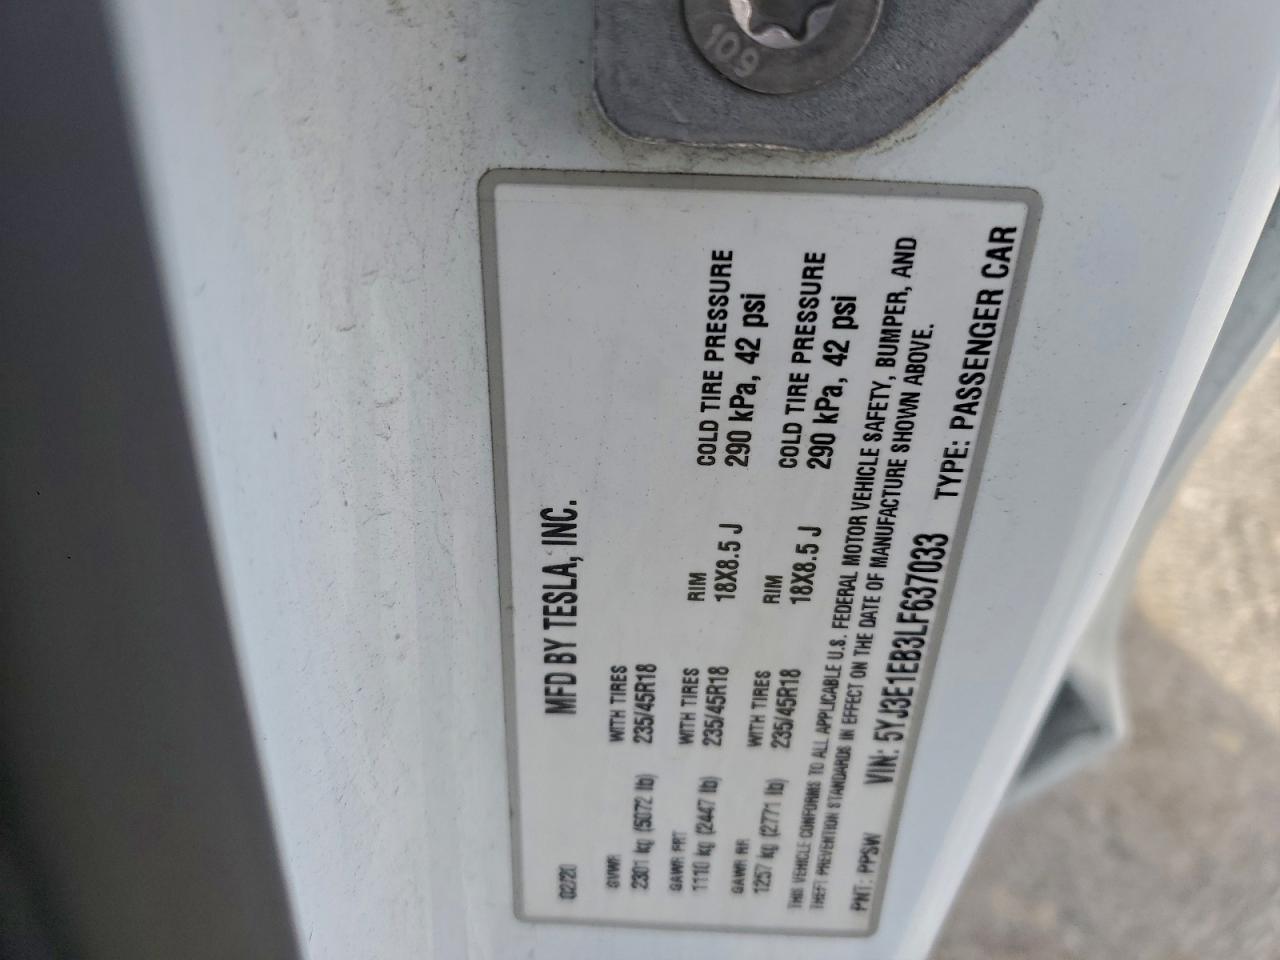 10.9
MFD BY TESLA, INC.
02/20
GVWR WITH TIRES
2301 kg (5072 lb) 235/45R18
GAWR FRT WITH TIRES RIM COLD TIRE PRESSURE
1110 kg (2447 lb) 235/45R18 18X8.5 J 290 kPa, 42 psi
GAWR RR WITH TIRES RIM COLD TIRE PRESSURE
1257 kg (2771 lb) 235/45R18 18X8.5 J 290 kPa, 42 psi
THIS VEHICLE CONFORMS TO ALL APPLICABLE U.S. FEDERAL MOTOR VEHICLE SAFETY, BUMPER, AND
THEFT PREVENTION STANDARDS IN EFFECT ON THE DATE OF MANUFACTURE SHOWN ABOVE.
PNT: PPSW VIN: 5YJ3E1EB3LF637033 TYPE: PASSENGER CAR